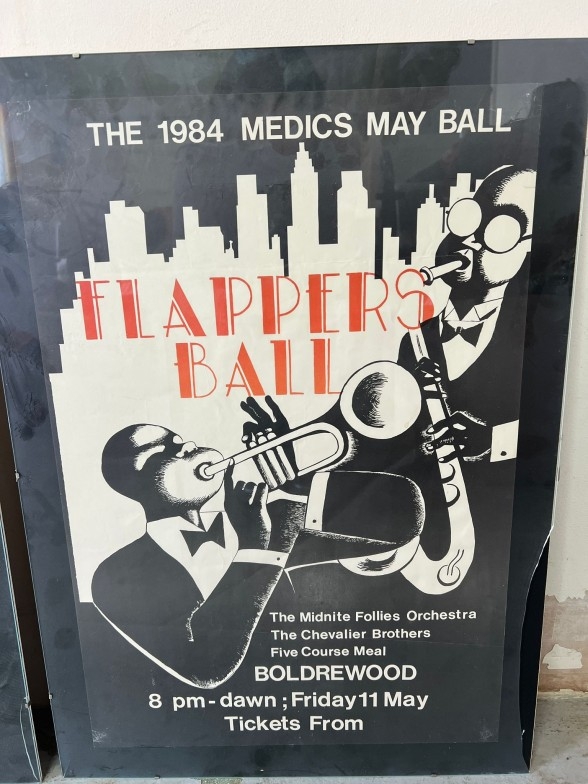 THE 1984 MEDICS MAY BALL
FLAPPERS
BALL
The Midnite Follies Orchestra
The Chevalier Brothers
Five Course Meal
BOLDREWOOD
8 pm - dawn ; Friday 11 May
Tickets From